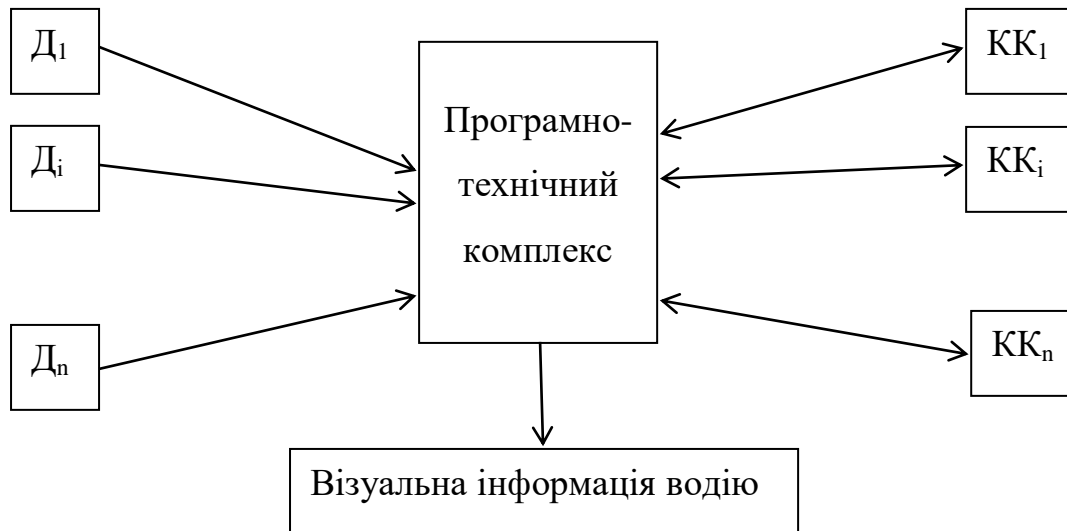 Д₁
КК₁
Програмно-
технічний
комплекс
Дᵢ
ККᵢ
Дₙ
ККₙ
Візуальна інформація водію